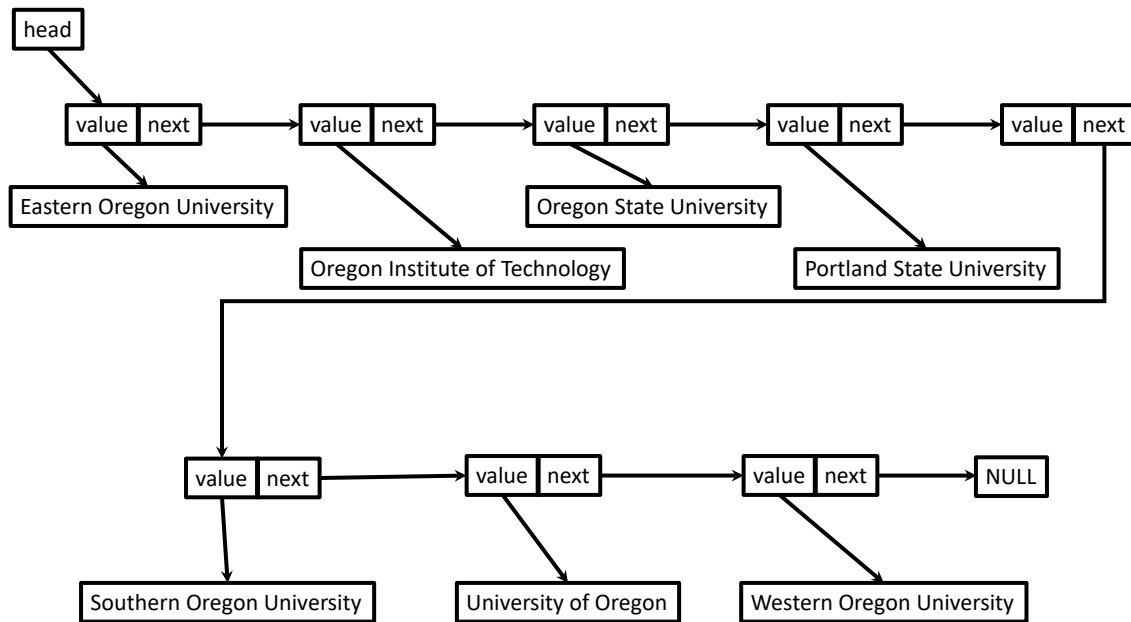 head
value next value next value next value next value next
Eastern Oregon University
Oregon State University
Oregon Institute of Technology
Portland State University
value next value next value next NULL
Southern Oregon University
University of Oregon
Western Oregon University